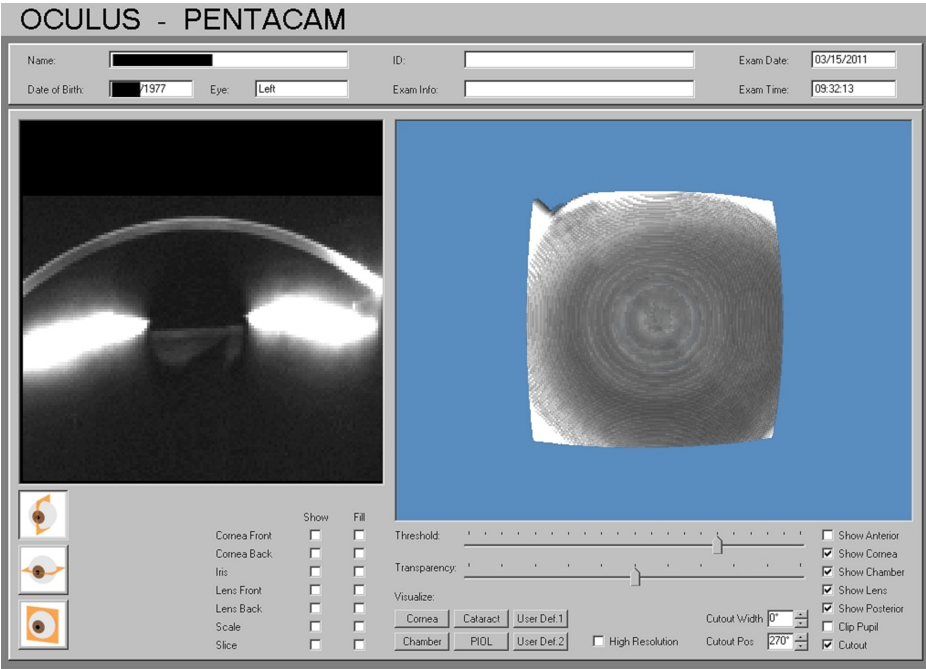 OCULUS - PENTACAM
Name: ID: Exam Date: 03/15/2011
Date of Birth: /1977 Eye: Left Exam Info: Exam Time: 09:32:13
Show Fill
Cornea Front
Cornea Back
Iris
Lens Front
Lens Back
Scale
Slice
Threshold:
Transparency:
Visualize:
Cornea Cataract User Def.1
Chamber PIOL User Def.2 High Resolution
Cutout Width 0°
Cutout Pos 270°
Show Anterior
Show Cornea
Show Chamber
Show Lens
Show Posterior
Clip Pupil
Cutout